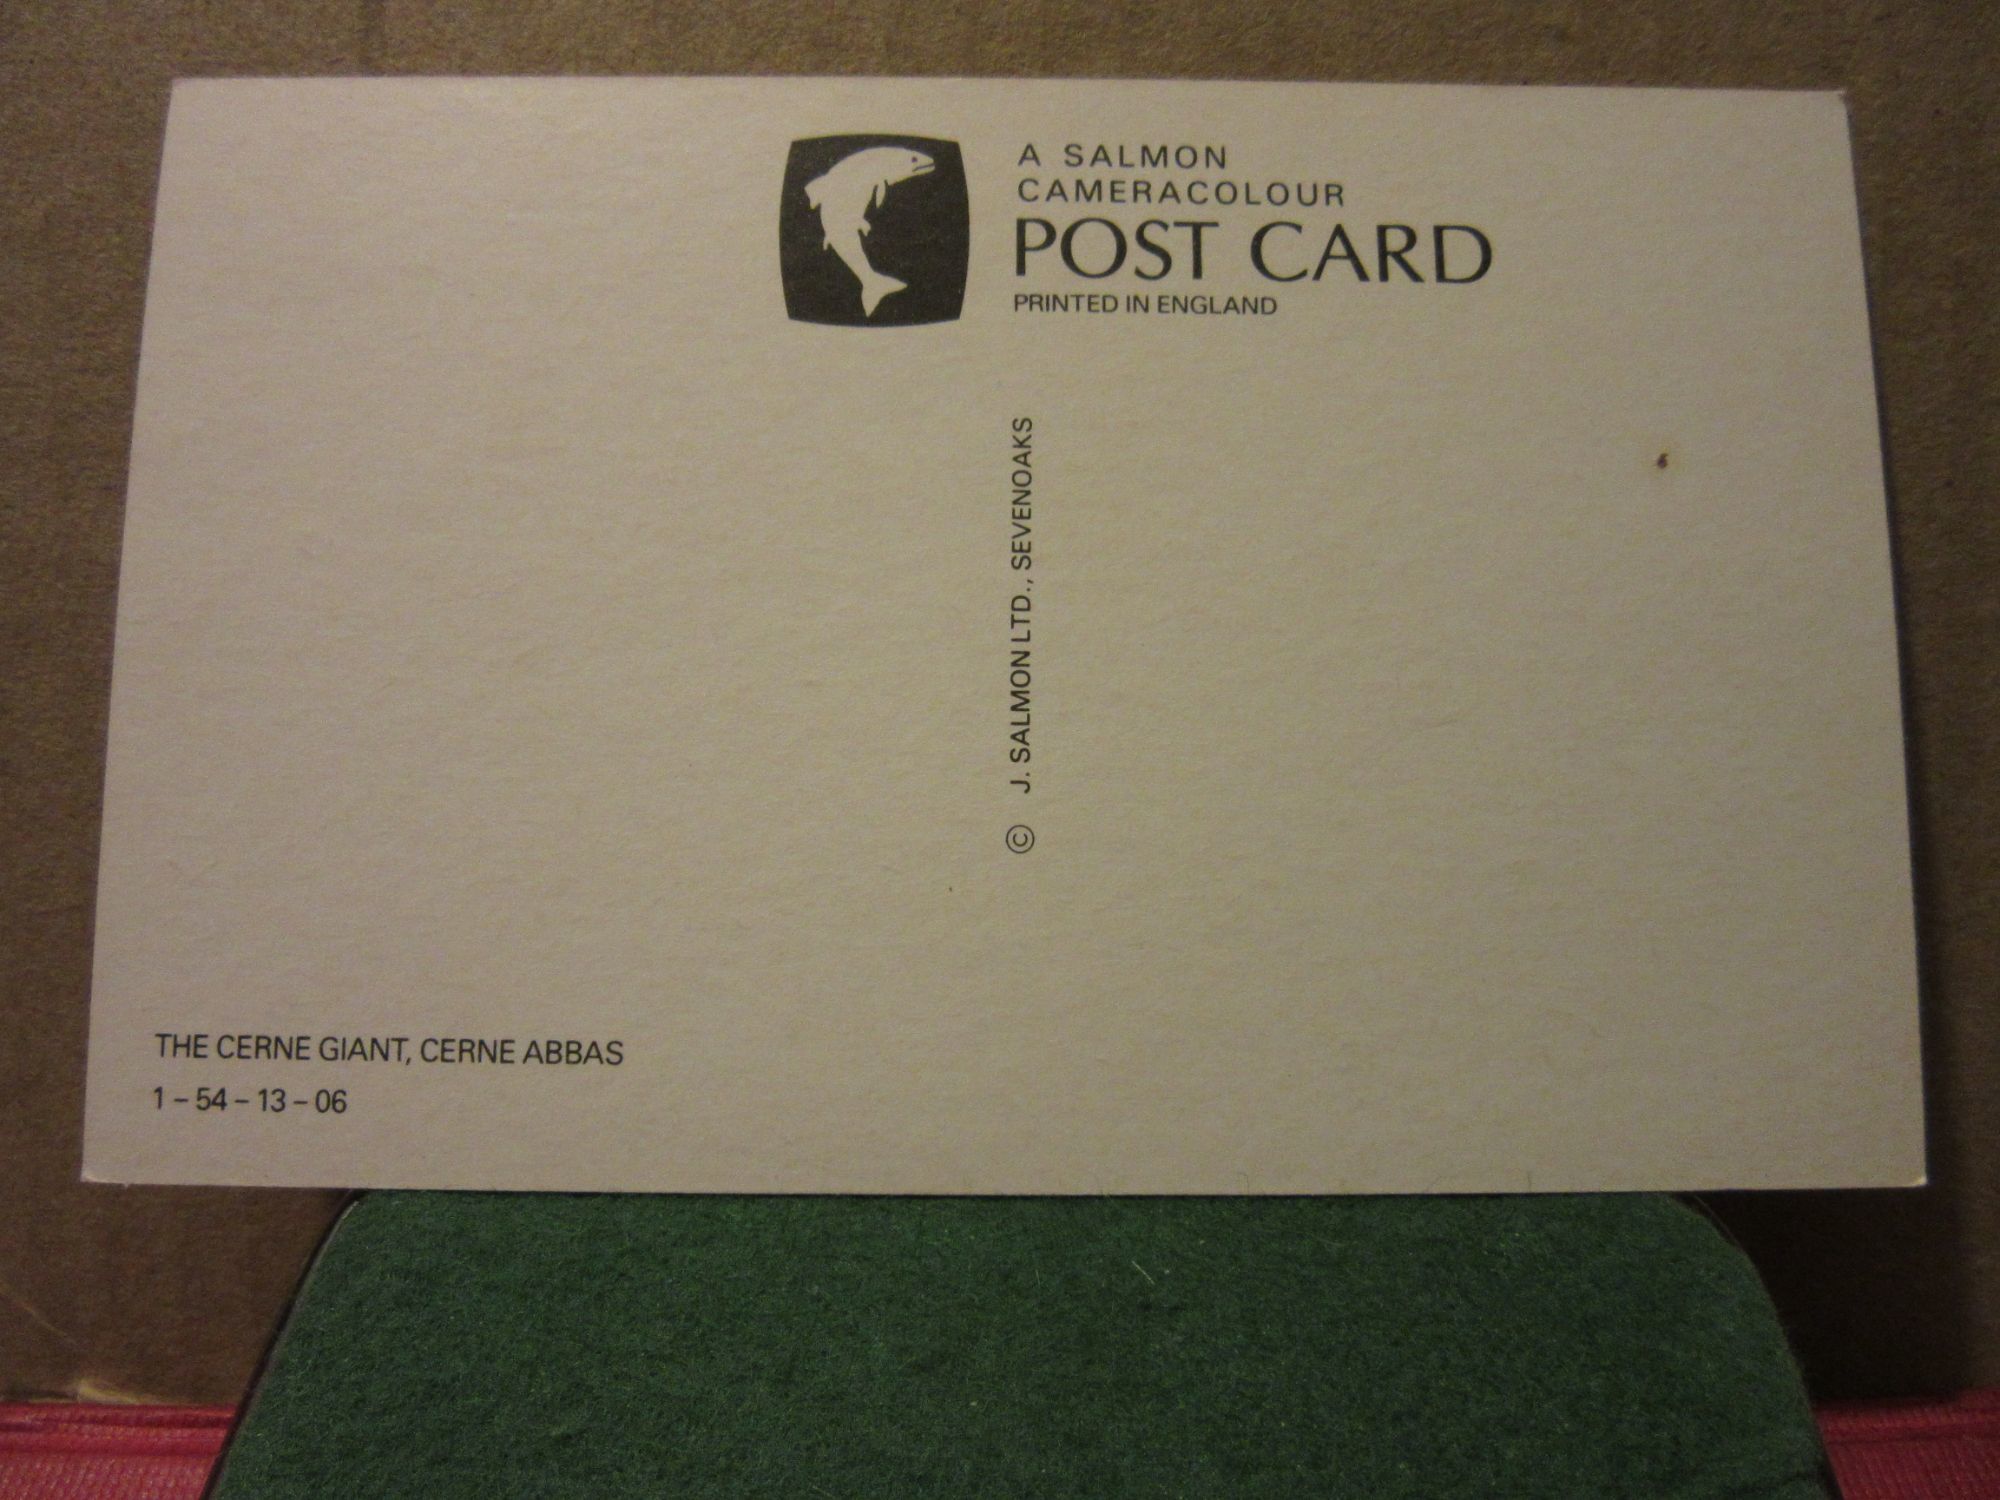 A SALMON
CAMERACOLOUR
POST CARD
PRINTED IN ENGLAND
© J. SALMON LTD., SEVENOAKS
THE CERNE GIANT, CERNE ABBAS
1 – 54 – 13 – 06